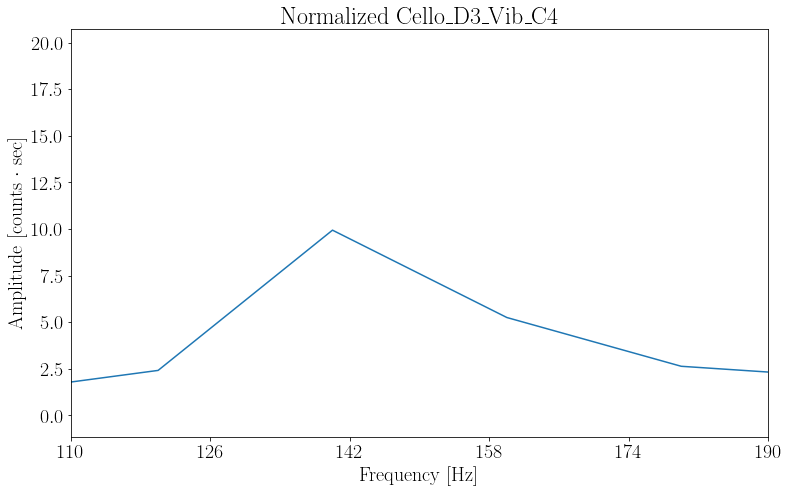 Normalized Cello_D3_Vib_C4
20.0
17.5
15.0
12.5
10.0
7.5
5.0
2.5
0.0
Amplitude [counts · sec]
110 126 142 158 174 190
Frequency [Hz]